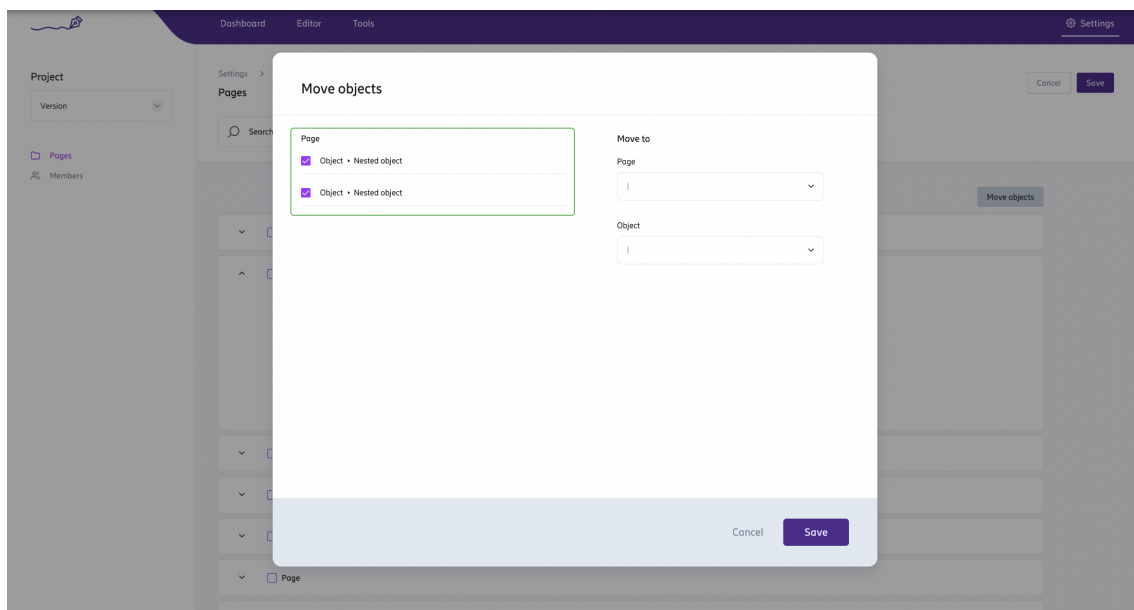 Dashboard Editor Tools Settings
Project
Version
Pages
Members
Settings >
Pages
Cancel Save
Search
Move objects
Move objects
Page
Object • Nested object
Object • Nested object
Move to
Page
Object
Cancel Save
Page